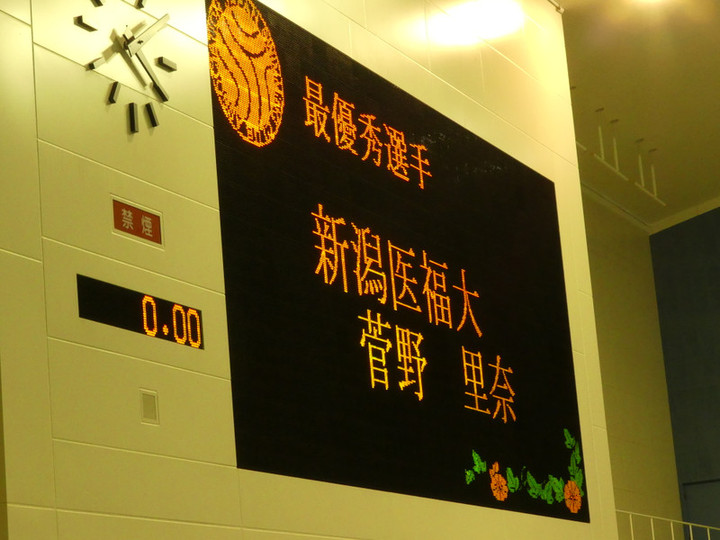 最優秀選手
新潟医福大
菅野 里奈
禁煙
0.00